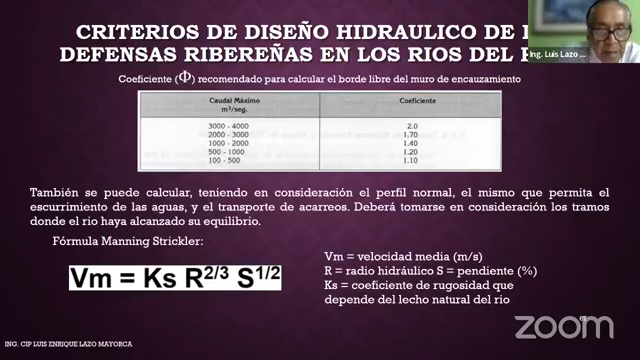 CRITERIOS DE DISEÑO HIDRAULICO DE
DEFENSAS RIBEREÑAS EN LOS RIOS DEL
Ing. Luis Lazo ...
Coeficiente (Φ) recomendado para calcular el borde libre del muro de encauzamiento
Caudal Máximo Coeficiente
m³/seg.
3000 - 4000 2.0
2000 - 3000 1.70
1000 - 2000 1.40
500 - 1000 1.20
100 - 500 1.10
También se puede calcular, teniendo en consideración el perfil normal, el mismo que permita el
escurrimiento de las aguas, y el transporte de acarreos. Deberá tomarse en consideración los tramos
donde el rio haya alcanzado su equilibrio.
Fórmula Manning Strickler:
Vm = Ks R^2/3 S^1/2
Vm = velocidad media (m/s)
R = radio hidráulico S = pendiente (%)
Ks = coeficiente de rugosidad que
depende del lecho natural del rio
zoom
ING. CIP LUIS ENRIQUE LAZO MAYORCA